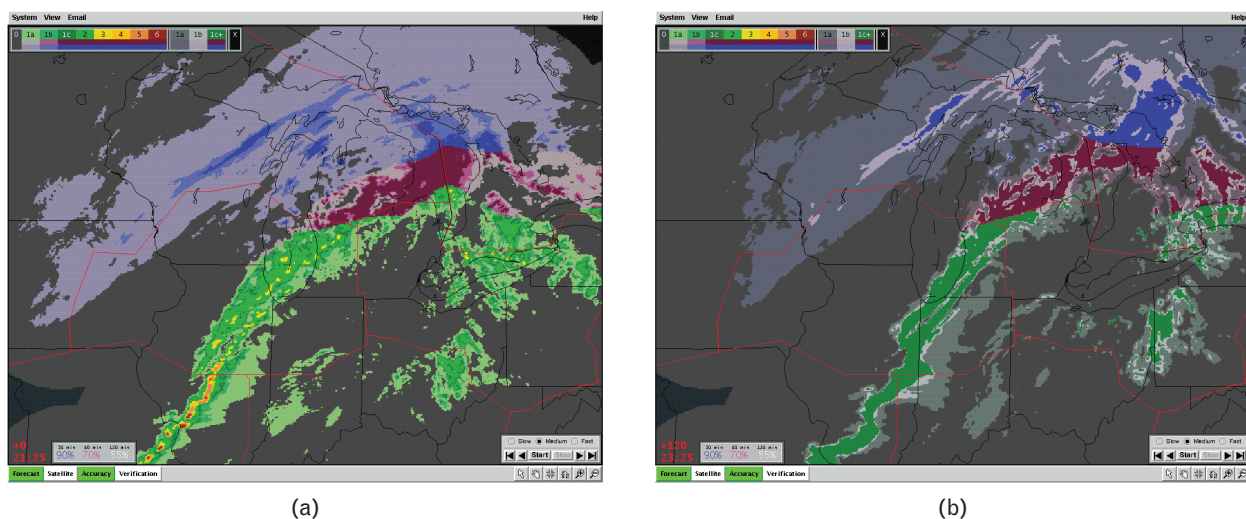 System View Email Help
0 1a 1b 1c 2 3 4 5 6 1a 1b 1c+ X
+0
21:25
30 min 60 min 120 min
90% 70% 55%
Slow Medium Fast
Start Stop
Forecast Satellite Accuracy Verification
(a)
System View Email Help
0 1a 1b 1c 2 3 4 5 6 1a 1b 1c+ X
+120
23:25
30 min 60 min 120 min
90% 70% 55%
Slow Medium Fast
Start Stop
Forecast Satellite Accuracy Verification
(b)